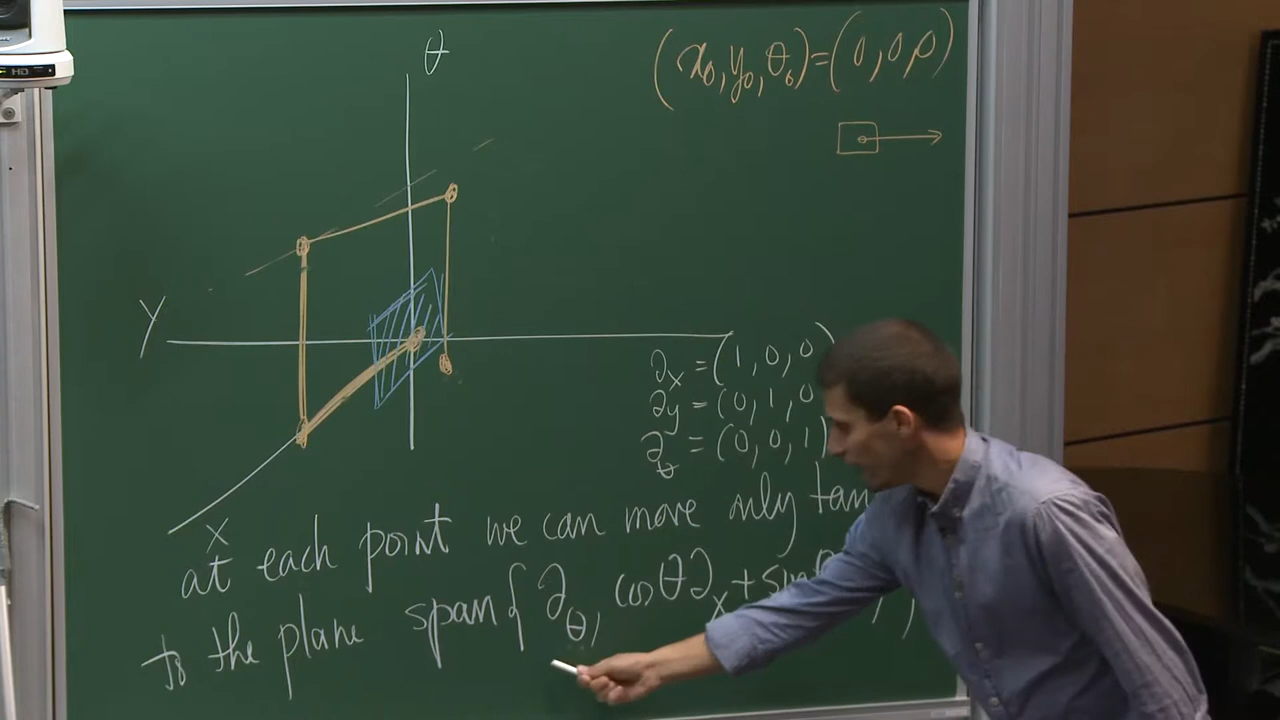 θ
(x₀, y₀, θ₀) = (0, 0, 0)
Y
∂x = (1, 0, 0)
∂y = (0, 1, 0
∂θ = (0, 0, 1)
X
at each point we can move only tan
to the plane span{∂θ, cosθ∂x + sin
HD